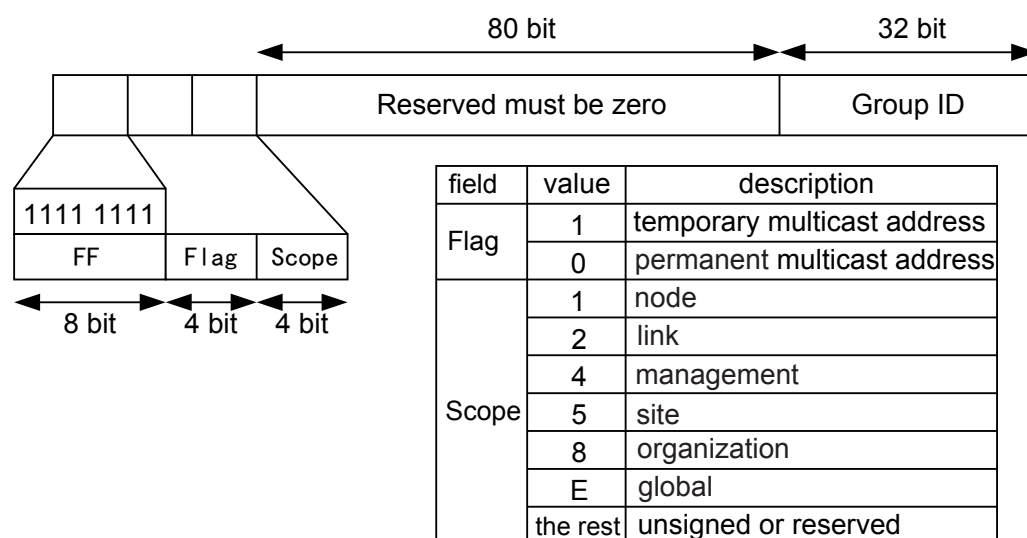 80 bit
32 bit
Reserved must be zero
Group ID
1111 1111
FF
Flag
Scope
8 bit
4 bit
4 bit
field value description
Flag
1 temporary multicast address
0 permanent multicast address
Scope
1 node
2 link
4 management
5 site
8 organization
E global
the rest unsigned or reserved